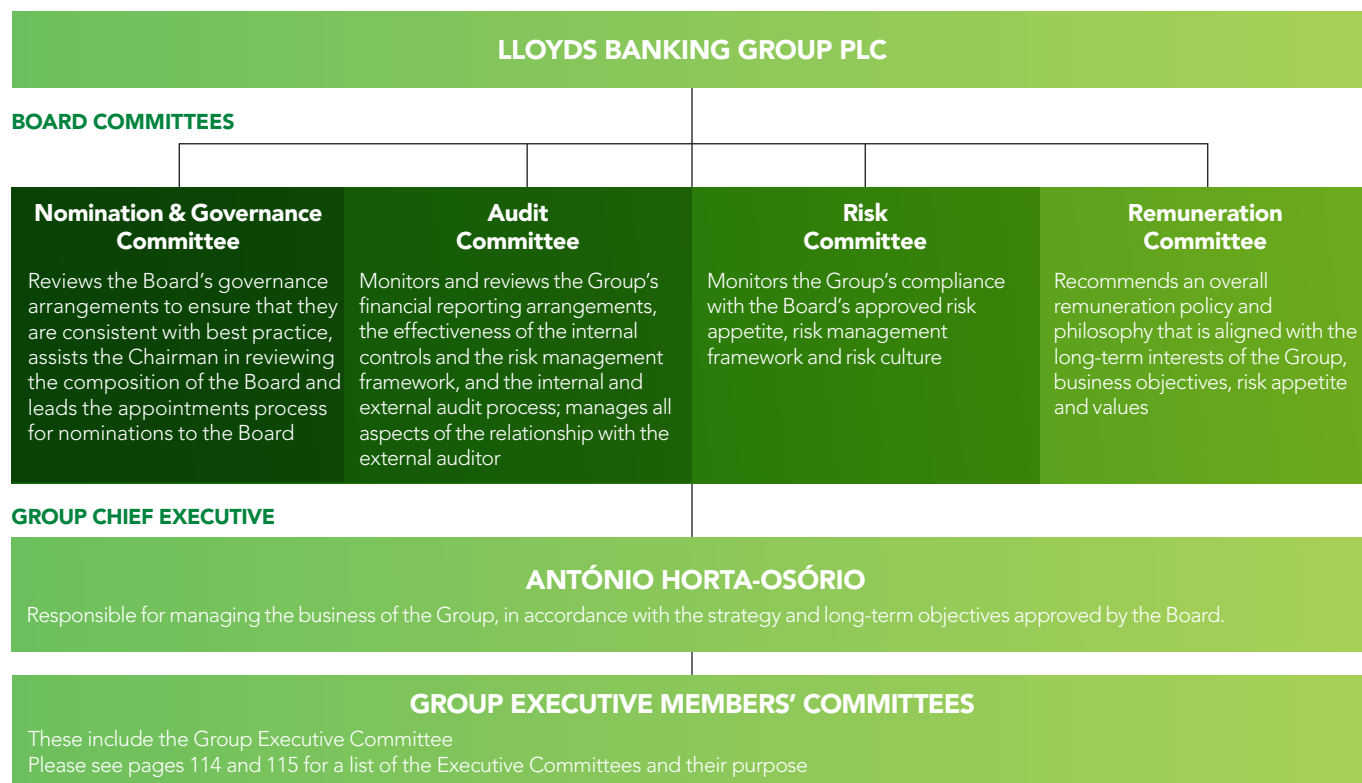 LLOYDS BANKING GROUP PLC
BOARD COMMITTEES
Nomination & Governance
Committee
Reviews the Board’s governance
arrangements to ensure that they
are consistent with best practice,
assists the Chairman in reviewing
the composition of the Board and
leads the appointments process
for nominations to the Board
Audit
Committee
Monitors and reviews the Group’s
financial reporting arrangements,
the effectiveness of the internal
controls and the risk management
framework, and the internal and
external audit process; manages all
aspects of the relationship with the
external auditor
Risk
Committee
Monitors the Group’s compliance
with the Board’s approved risk
appetite, risk management
framework and risk culture
Remuneration
Committee
Recommends an overall
remuneration policy and
philosophy that is aligned with the
long-term interests of the Group,
business objectives, risk appetite
and values
GROUP CHIEF EXECUTIVE
ANTÓNIO HORTA-OSÓRIO
Responsible for managing the business of the Group, in accordance with the strategy and long-term objectives approved by the Board.
GROUP EXECUTIVE MEMBERS’ COMMITTEES
These include the Group Executive Committee
Please see pages 114 and 115 for a list of the Executive Committees and their purpose